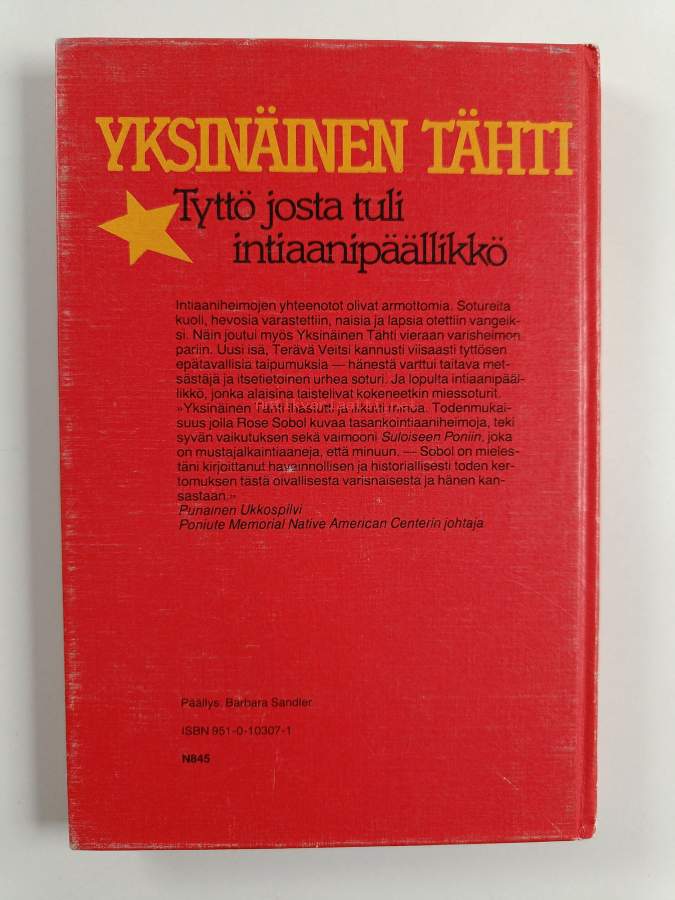 YKSINÄINEN TÄHTI
Tyttö josta tuli
intiaanipäällikkö
Intiaaniheimojen yhteenotot olivat armottomia. Sotureita
kuoli, hevosia varastettiin, naisia ja lapsia otettiin vangeik-
si. Näin joutui myös Yksinäinen Tähti vieraan varisheimon
pariin. Uusi isä, Terävä Veitsi kannusti viisaasti tyttösen
epätavallisia taipumuksia — hänestä varttui taitava met-
sästäjä ja itsetietoinen urhea soturi. Ja lopulta intiaanipääl-
likkö, jonka alaisina taistelivat kokeneetkin miessoturit.
»Yksinäinen Tähti ihastutti ja liikutti minua. Todenmukai-
suus jolla Rose Sobol kuvaa tasankointiaaniheimoja, teki
syvän vaikutuksen sekä vaimooni Suloiseen Poniin, joka
on mustajalkaintiaaneja, että minuun. — Sobol on mieles-
täni kirjoittanut havainnollisen ja historiallisesti toden ker-
tomuksen tästä oivallisesta varisnaisesta ja hänen kan-
sastaan.»
Punainen Ukkospilvi
Poniute Memorial Native American Centerin johtaja
Päällys. Barbara Sandler
ISBN 951-0-10307-1
N845